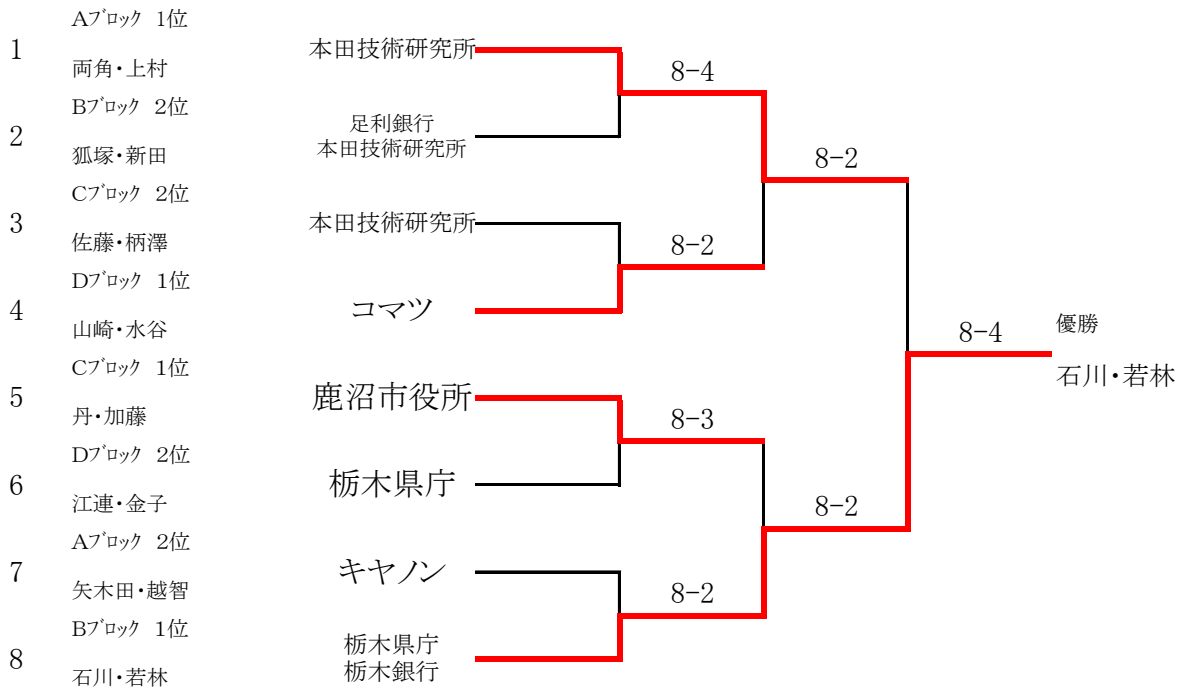 Aブロック 1位
1
本田技術研究所
両角・上村
8-4
Bブロック 2位
2
足利銀行
本田技術研究所
狐塚・新田
8-2
Cブロック 2位
3
本田技術研究所
佐藤・柄澤
8-2
Dブロック 1位
4
コマツ
山崎・水谷
8-4
優勝
石川・若林
Cブロック 1位
5
鹿沼市役所
丹・加藤
8-3
Dブロック 2位
6
栃木県庁
江連・金子
8-2
Aブロック 2位
7
キヤノン
矢木田・越智
8-2
Bブロック 1位
8
栃木県庁
栃木銀行
石川・若林